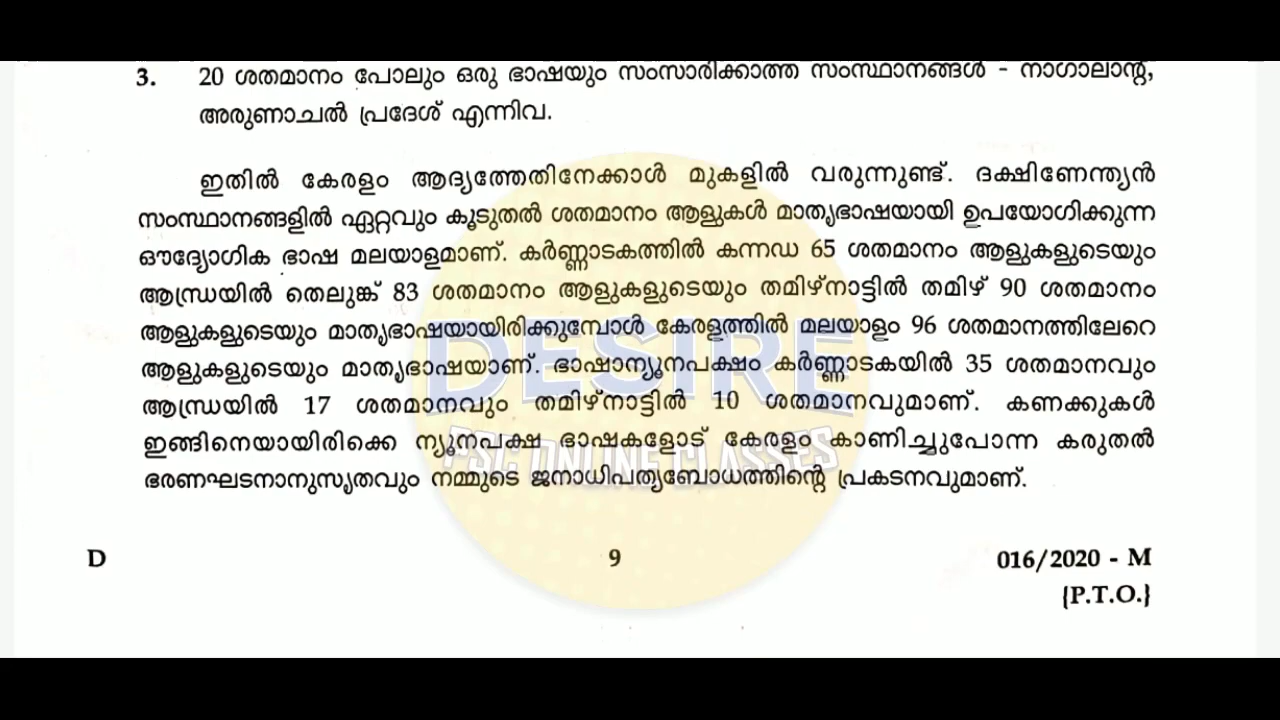 3. 20 ശതമാനം പോലും ഒരു ഭാഷയും സംസാരിക്കാത്ത സംസ്ഥാനങ്ങൾ - നാഗാലാന്റ്,
അരുണാചൽ പ്രദേശ് എന്നിവ.
ഇതിൽ കേരളം ആദ്യത്തേതിനേക്കാൾ മുകളിൽ വരുന്നുണ്ട്. ദക്ഷിണേന്ത്യൻ
സംസ്ഥാനങ്ങളിൽ ഏറ്റവും കൂടുതൽ ശതമാനം ആളുകൾ മാതൃഭാഷയായി ഉപയോഗിക്കുന്ന
ഔദ്യോഗിക ഭാഷ മലയാളമാണ്. കർണ്ണാടകത്തിൽ കന്നഡ 65 ശതമാനം ആളുകളുടെയും
ആന്ധ്രയിൽ തെലുങ്ക് 83 ശതമാനം ആളുകളുടെയും തമിഴ്നാട്ടിൽ തമിഴ് 90 ശതമാനം
ആളുകളുടെയും മാതൃഭാഷയായിരിക്കുമ്പോൾ കേരളത്തിൽ മലയാളം 96 ശതമാനത്തിലേറെ
ആളുകളുടെയും മാതൃഭാഷയാണ്. ഭാഷാന്യൂനപക്ഷം കർണ്ണാടകയിൽ 35 ശതമാനവും
ആന്ധ്രയിൽ 17 ശതമാനവും തമിഴ്നാട്ടിൽ 10 ശതമാനവുമാണ്. കണക്കുകൾ
ഇങ്ങിനെയായിരിക്കെ ന്യൂനപക്ഷ ഭാഷകളോട് കേരളം കാണിച്ചുപോന്ന കരുതൽ
ഭരണഘടനാനുസൃതവും നമ്മുടെ ജനാധിപത്യബോധത്തിന്റെ പ്രകടനവുമാണ്.
DESIRE
PSC ONLINE CLASSES
D 9 016/2020 - M
{P.T.O.}